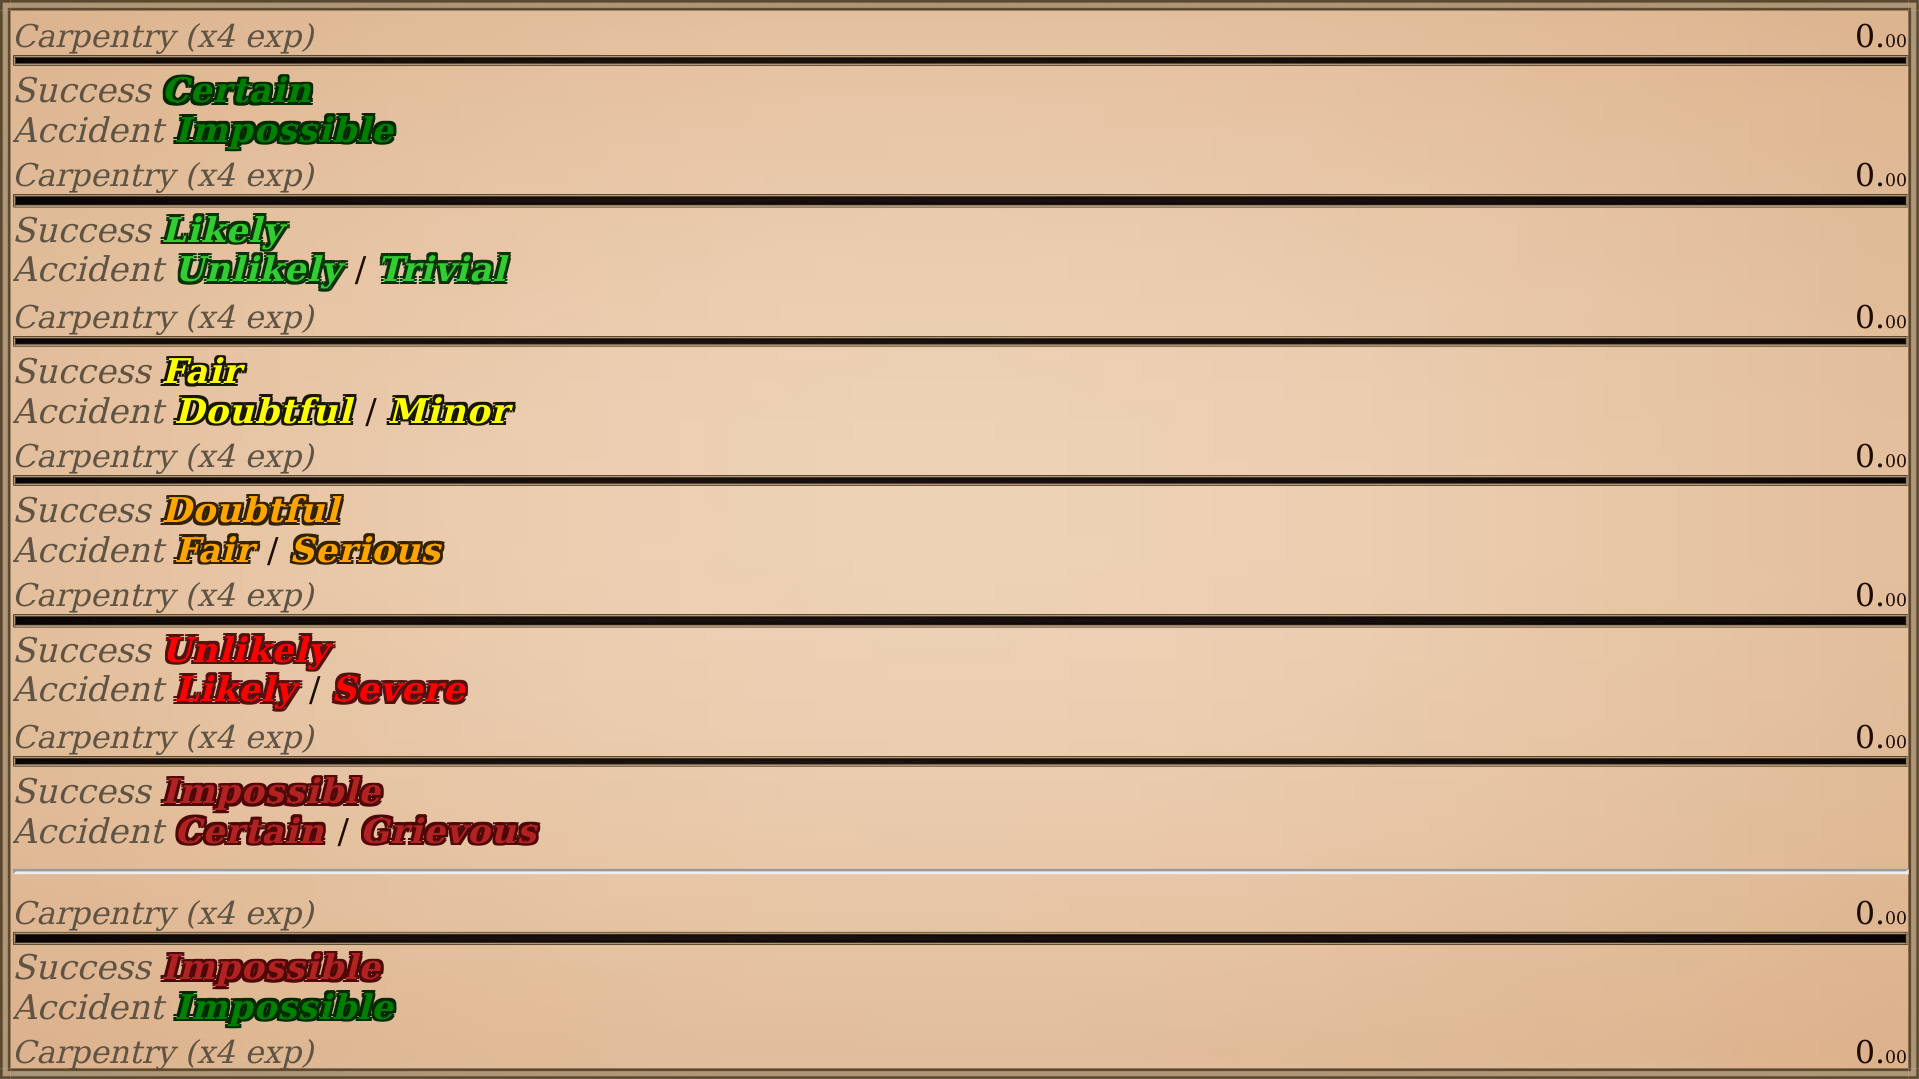 Carpentry (x4 exp) 0.00
Success Certain
Accident Impossible
Carpentry (x4 exp) 0.00
Success Likely
Accident Unlikely / Trivial
Carpentry (x4 exp) 0.00
Success Fair
Accident Doubtful / Minor
Carpentry (x4 exp) 0.00
Success Doubtful
Accident Fair / Serious
Carpentry (x4 exp) 0.00
Success Unlikely
Accident Likely / Severe
Carpentry (x4 exp) 0.00
Success Impossible
Accident Certain / Grievous
Carpentry (x4 exp) 0.00
Success Impossible
Accident Impossible
Carpentry (x4 exp) 0.00